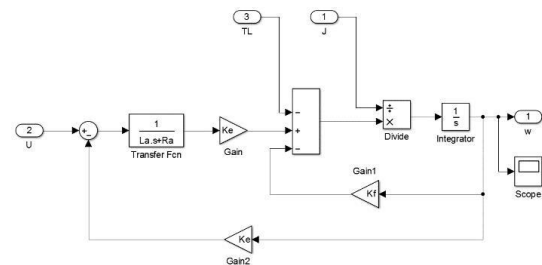 3
TL
1
J
2
U
+
−
1
La.s+Ra
Transfer Fcn
Ke
Gain
−
+
−
÷
×
Divide
1
s
Integrator
1
w
Scope
Gain1
Kf
Ke
Gain2